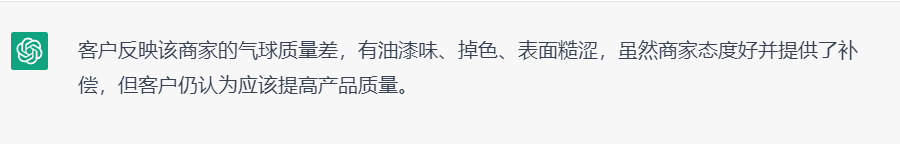 客户反映该商家的气球质量差，有油漆味、掉色、表面糙涩，虽然商家态度好并提供了补
偿，但客户仍认为应该提高产品质量。